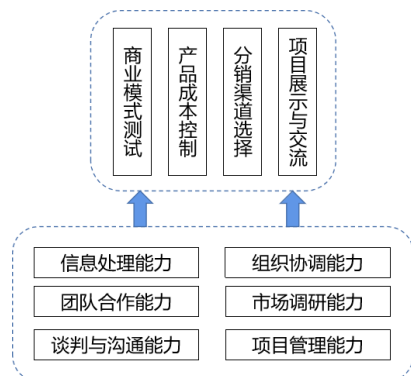 商业模式测试
产品成本控制
分销渠道选择
项目展示与交流
信息处理能力
组织协调能力
团队合作能力
市场调研能力
谈判与沟通能力
项目管理能力